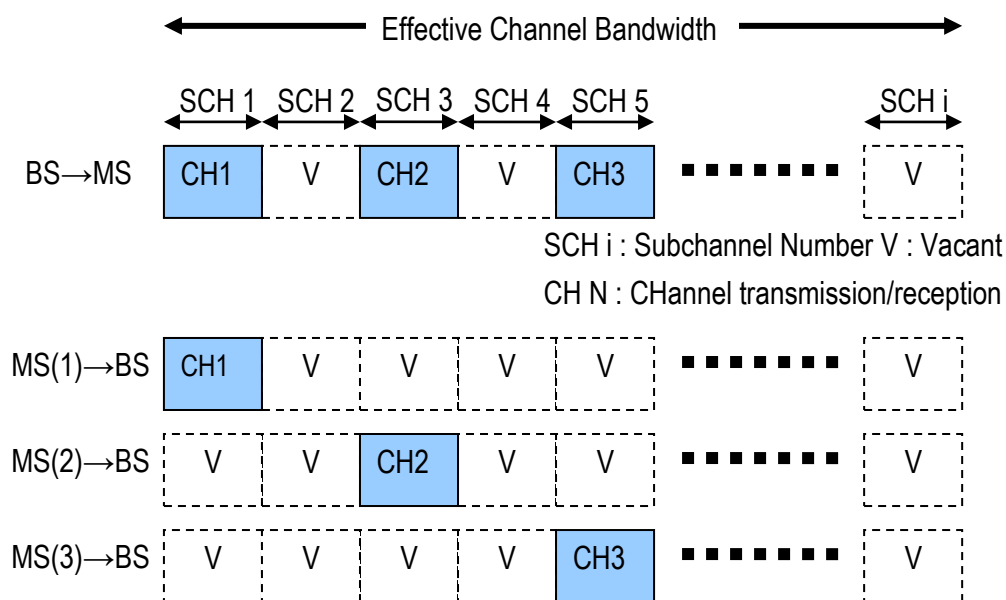 Effective Channel Bandwidth
SCH 1 SCH 2 SCH 3 SCH 4 SCH 5 SCH i
BS→MS CH1 V CH2 V CH3 V
SCH i : Subchannel Number V : Vacant
CH N : CHannel transmission/reception
MS(1)→BS CH1 V V V V V
MS(2)→BS V V CH2 V V V
MS(3)→BS V V V V CH3 V